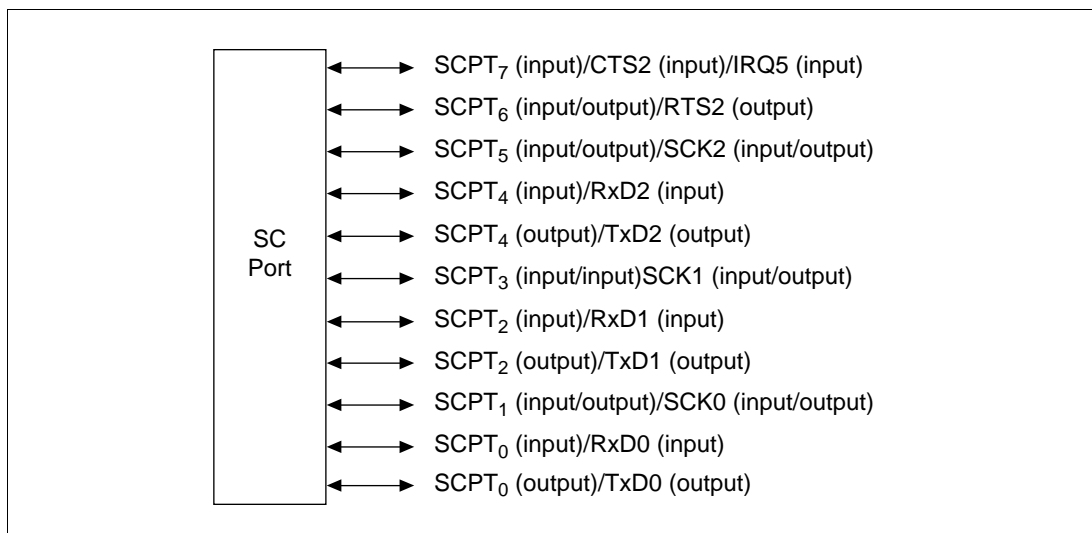 SC
Port
SCPT7 (input)/CTS2 (input)/IRQ5 (input)
SCPT6 (input/output)/RTS2 (output)
SCPT5 (input/output)/SCK2 (input/output)
SCPT4 (input)/RxD2 (input)
SCPT4 (output)/TxD2 (output)
SCPT3 (input/input)SCK1 (input/output)
SCPT2 (input)/RxD1 (input)
SCPT2 (output)/TxD1 (output)
SCPT1 (input/output)/SCK0 (input/output)
SCPT0 (input)/RxD0 (input)
SCPT0 (output)/TxD0 (output)